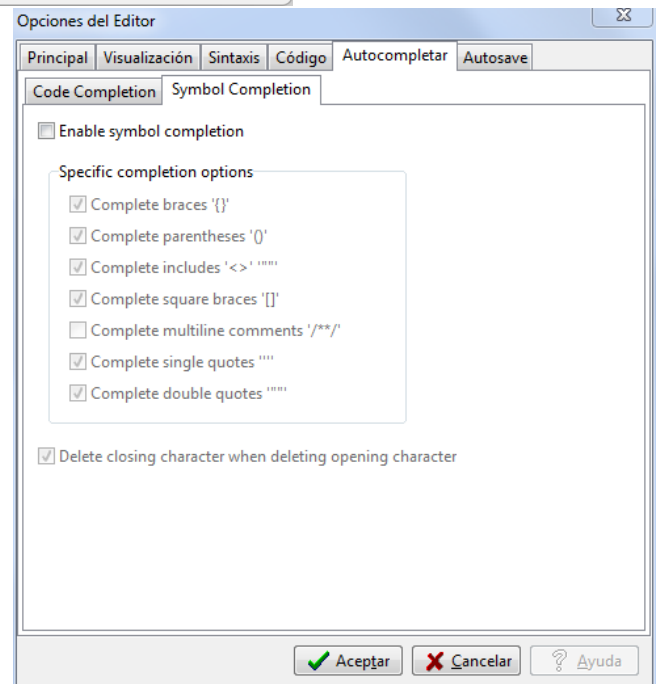 Opciones del Editor
Principal Visualización Sintaxis Código Autocompletar Autosave
Code Completion Symbol Completion
Enable symbol completion
Specific completion options
Complete braces '{}'
Complete parentheses '()'
Complete includes '<>' '""'
Complete square braces '[]'
Complete multiline comments '/**/'
Complete single quotes ''''
Complete double quotes '""'
Delete closing character when deleting opening character
Aceptar Cancelar Ayuda